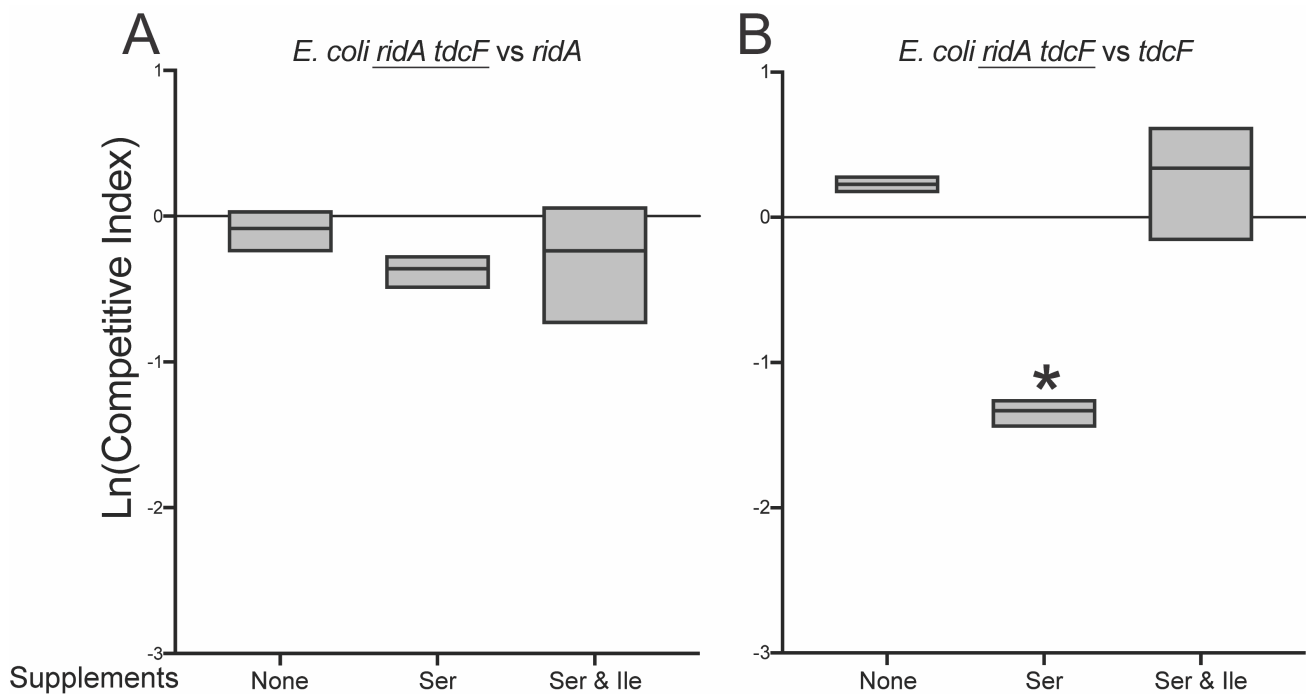 A
E. coli ridA tdcF vs ridA
Ln(Competitive Index)
1
0
-1
-2
-3
Supplements
None
Ser
Ser & Ile
B
E. coli ridA tdcF vs tdcF
1
0
-1
-2
-3
*
None
Ser
Ser & Ile